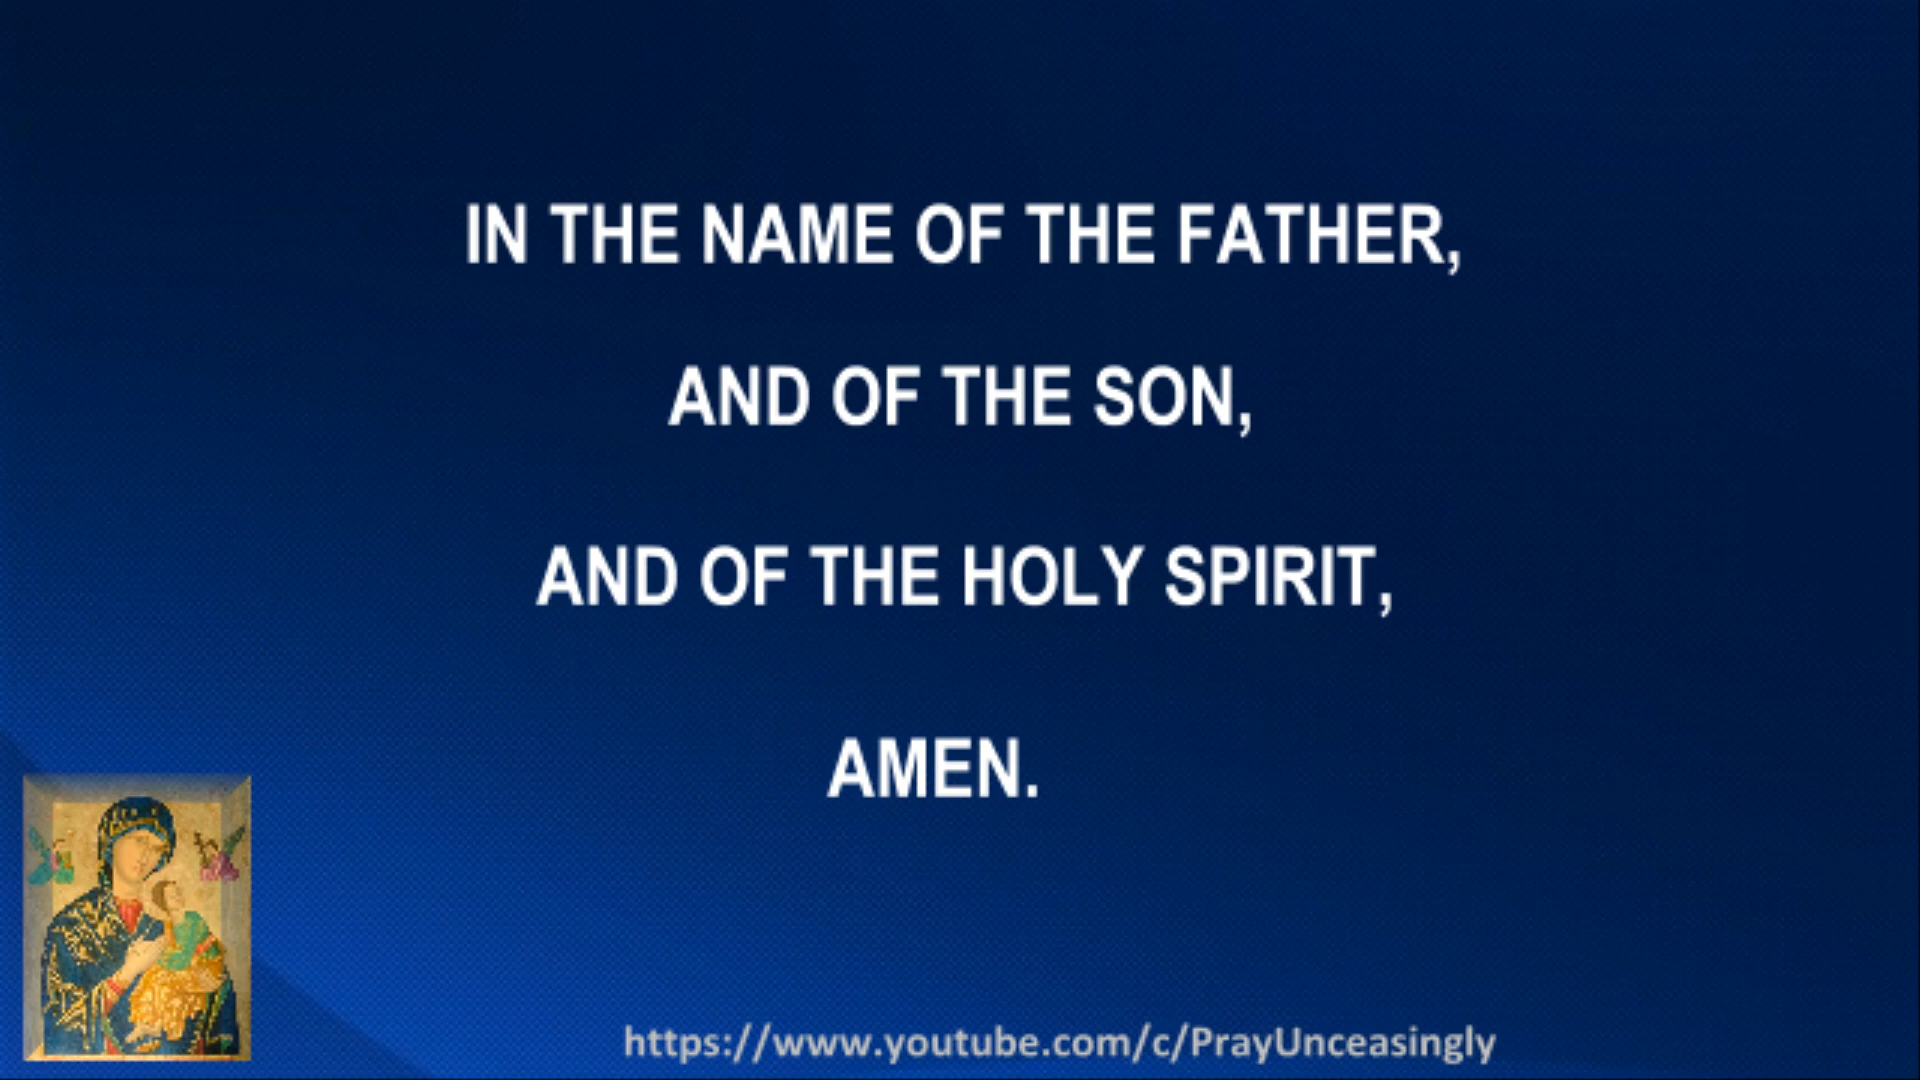 IN THE NAME OF THE FATHER,
AND OF THE SON,
AND OF THE HOLY SPIRIT,
AMEN.
https://www.youtube.com/c/PrayUnceasingly